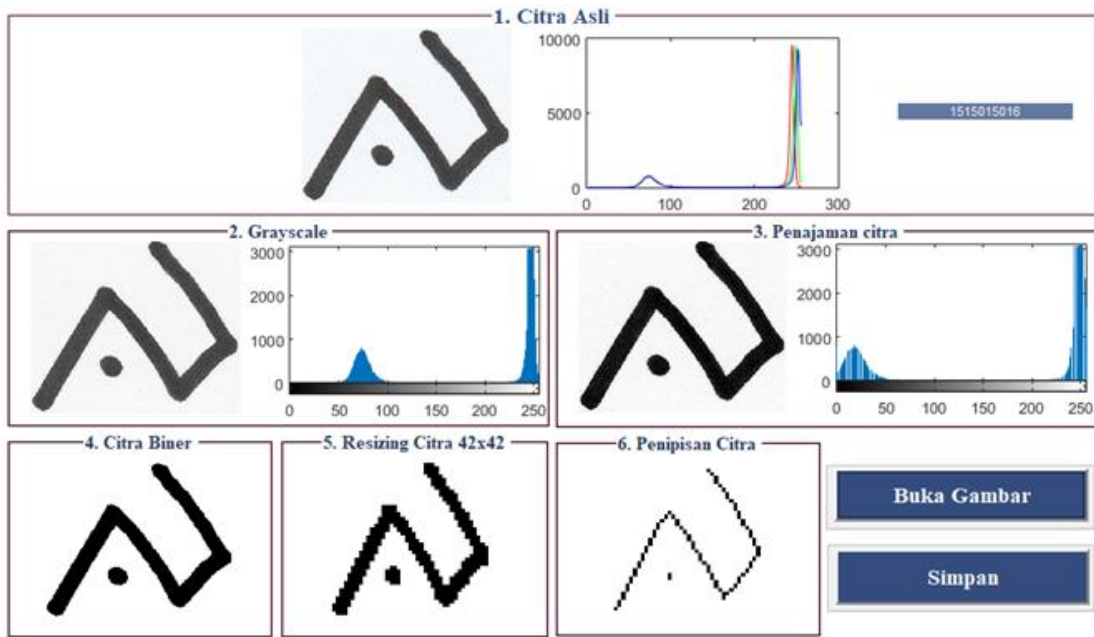 1. Citra Asli
10000
5000
0
0 100 200 300
1515015016
2. Grayscale
3000
2000
1000
0
0 50 100 150 200 250
3. Penajaman citra
3000
2000
1000
0
0 50 100 150 200 250
4. Citra Biner
5. Resizing Citra 42x42
6. Penipisan Citra
Buka Gambar
Simpan